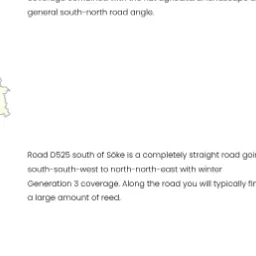 general south-north road angle.
Road D525 south of Söke is a completely straight road goi
south-south-west to north-north-east with winter
Generation 3 coverage. Along the road you will typically fi
a large amount of reed.